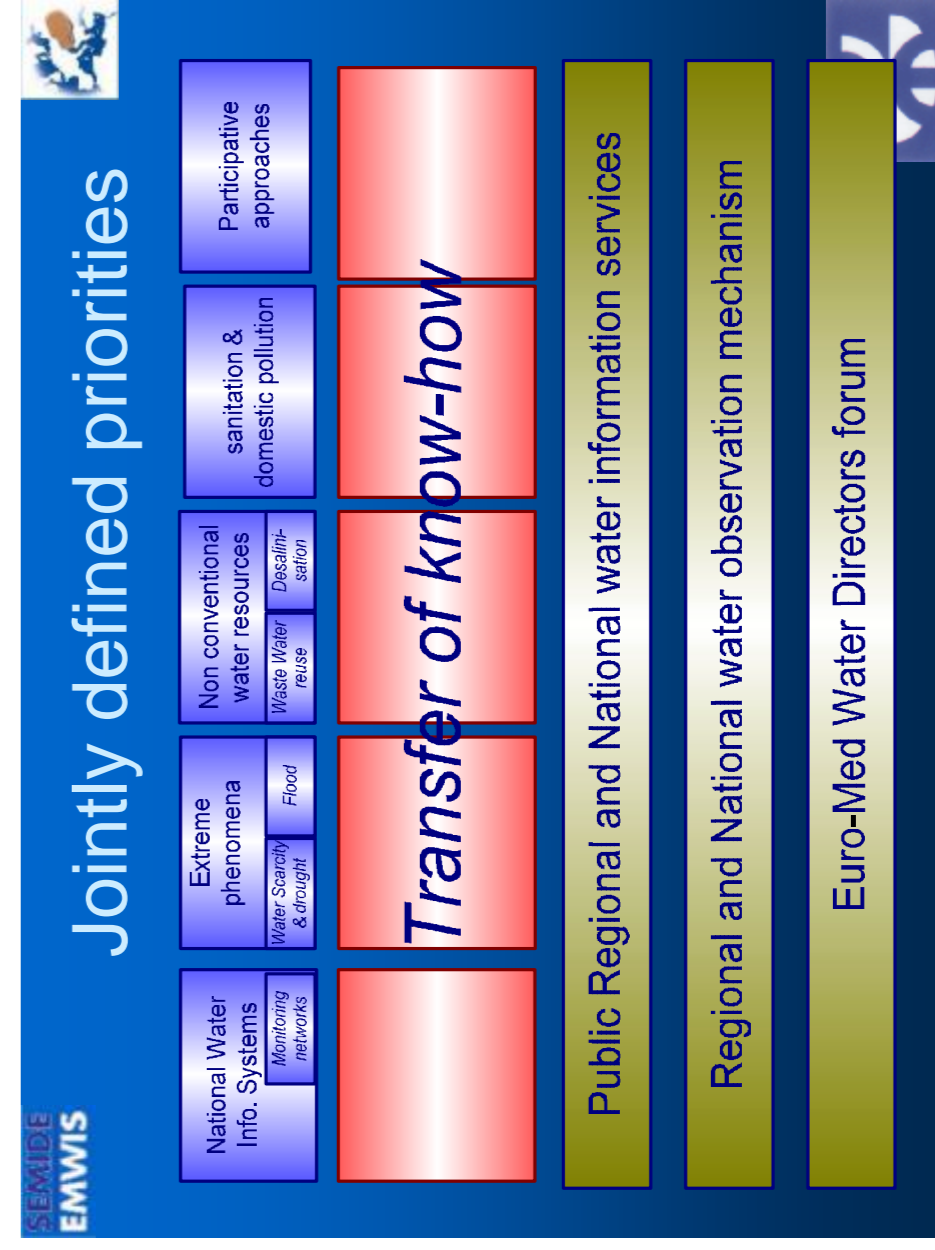 SEMIDE
EMWIS
Jointly defined priorities
National Water
Info. Systems
Monitoring
networks
Extreme
phenomena
Water Scarcity
& drought
Flood
Non conventional
water resources
Waste Water
reuse
Desalini-
sation
sanitation &
domestic pollution
Participative
approaches
Transfer of know-how
Public Regional and National water information services
Regional and National water observation mechanism
Euro-Med Water Directors forum